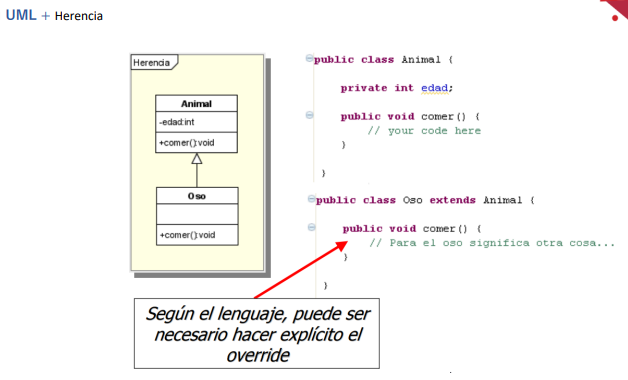 UML + Herencia
Herencia
Animal
-edad:int
+comer():void
Oso
+comer():void
public class Animal {
private int edad;
public void comer() {
// your code here
}
}
public class Oso extends Animal {
public void comer() {
// Para el oso significa otra cosa...
}
}
Según el lenguaje, puede ser
necesario hacer explícito el
override